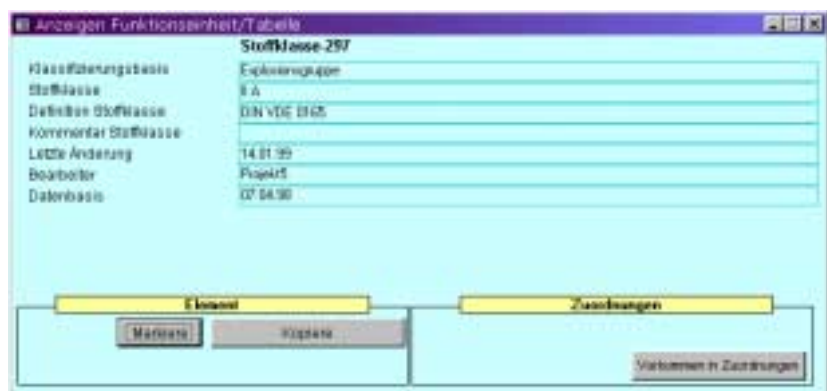 Anzeigen Funktionseinheit/Tabelle
Stoffklasse-297
Klassifizierungsbasis Explosionsgruppe
Stoffklasse II A
Definition Stoffklasse DIN VDE 0165
Kommentar Stoffklasse
Letzte Änderung 14.01.99
Bearbeiter Projekt5
Datenbasis 07.04.98
Element Zuordnungen
Markiere Kopiere
Vorkommen in Zuordnungen